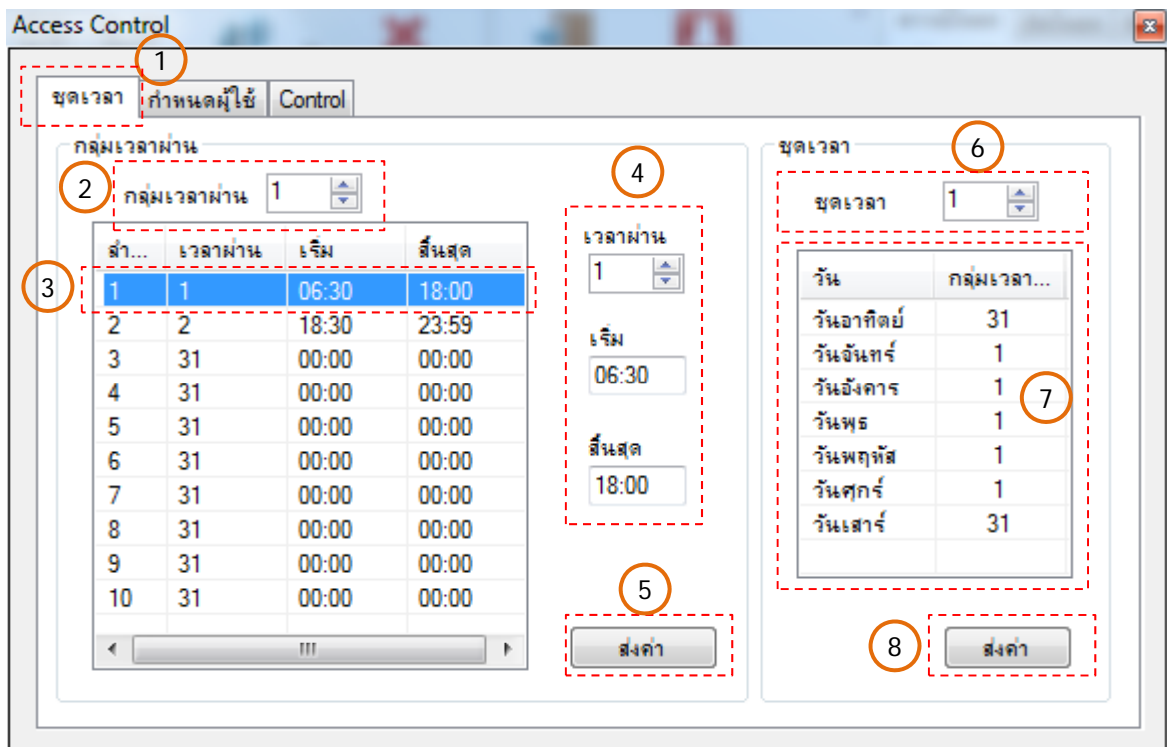 Access Control
1
ชุดเวลา กำหนดผู้ใช้ Control
กลุ่มเวลาผ่าน
2
กลุ่มเวลาผ่าน 1
ลำ... เวลาผ่าน เริ่ม สิ้นสุด
3
1 1 06:30 18:00
2 2 18:30 23:59
3 31 00:00 00:00
4 31 00:00 00:00
5 31 00:00 00:00
6 31 00:00 00:00
7 31 00:00 00:00
8 31 00:00 00:00
9 31 00:00 00:00
10 31 00:00 00:00
4
เวลาผ่าน
1
เริ่ม
06:30
สิ้นสุด
18:00
5
ส่งค่า
ชุดเวลา
6
ชุดเวลา 1
วัน กลุ่มเวลา...
วันอาทิตย์ 31
วันจันทร์ 1
วันอังคาร 1
7
วันพุธ 1
วันพฤหัส 1
วันศุกร์ 1
วันเสาร์ 31
8
ส่งค่า